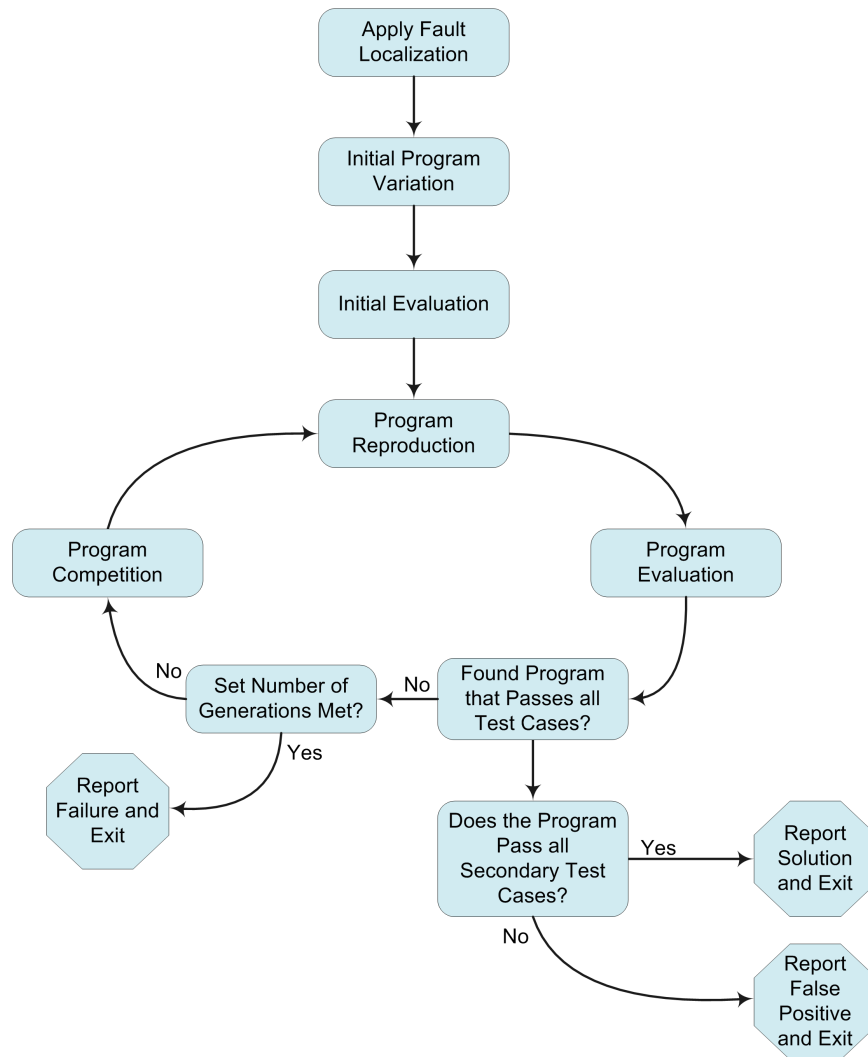 Apply Fault
Localization
Initial Program
Variation
Initial Evaluation
Program
Reproduction
Program
Competition
Program
Evaluation
No
Set Number of
Generations Met?
No
Found Program
that Passes all
Test Cases?
Yes
Report
Failure and
Exit
Does the Program
Pass all
Secondary Test
Cases?
Yes
Report
Solution
and Exit
No
Report
False
Positive
and Exit